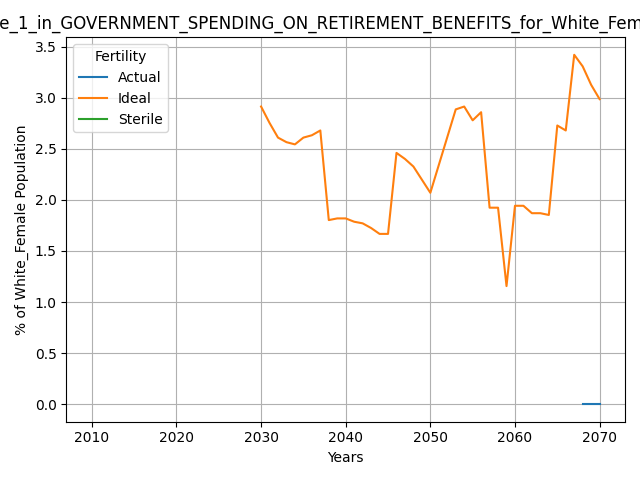 e_1_in_GOVERNMENT_SPENDING_ON_RETIREMENT_BENEFITS_for_White_Fem
Fertility
Actual
Ideal
Sterile
% of White_Female Population
3.5
3.0
2.5
2.0
1.5
1.0
0.5
0.0
2010 2020 2030 2040 2050 2060 2070
Years